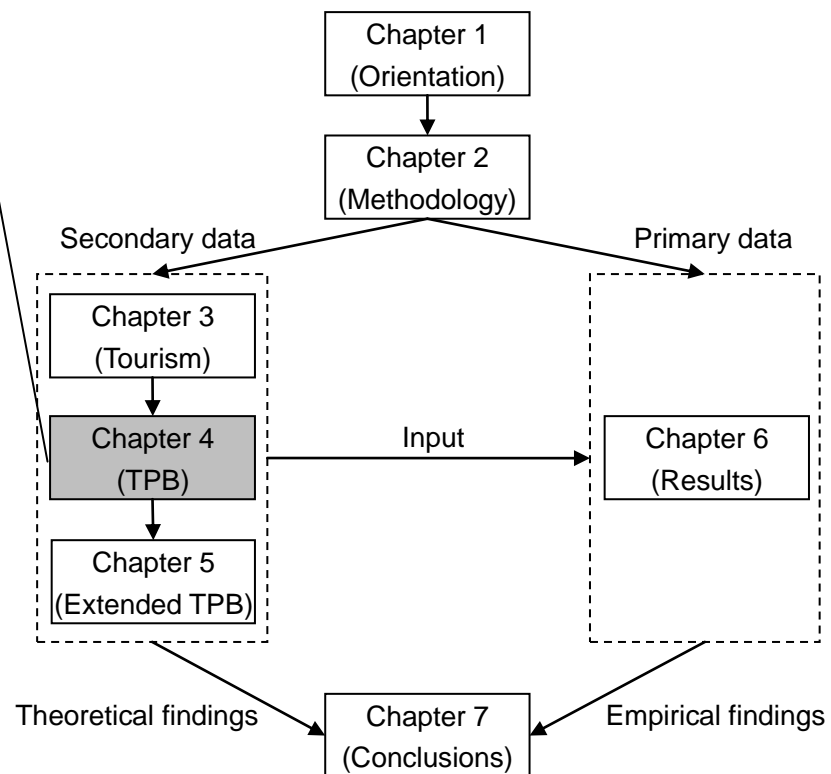 Chapter 1
(Orientation)
Chapter 2
(Methodology)
Secondary data
Primary data
Chapter 3
(Tourism)
Chapter 4
(TPB)
Input
Chapter 6
(Results)
Chapter 5
(Extended TPB)
Theoretical findings
Chapter 7
(Conclusions)
Empirical findings